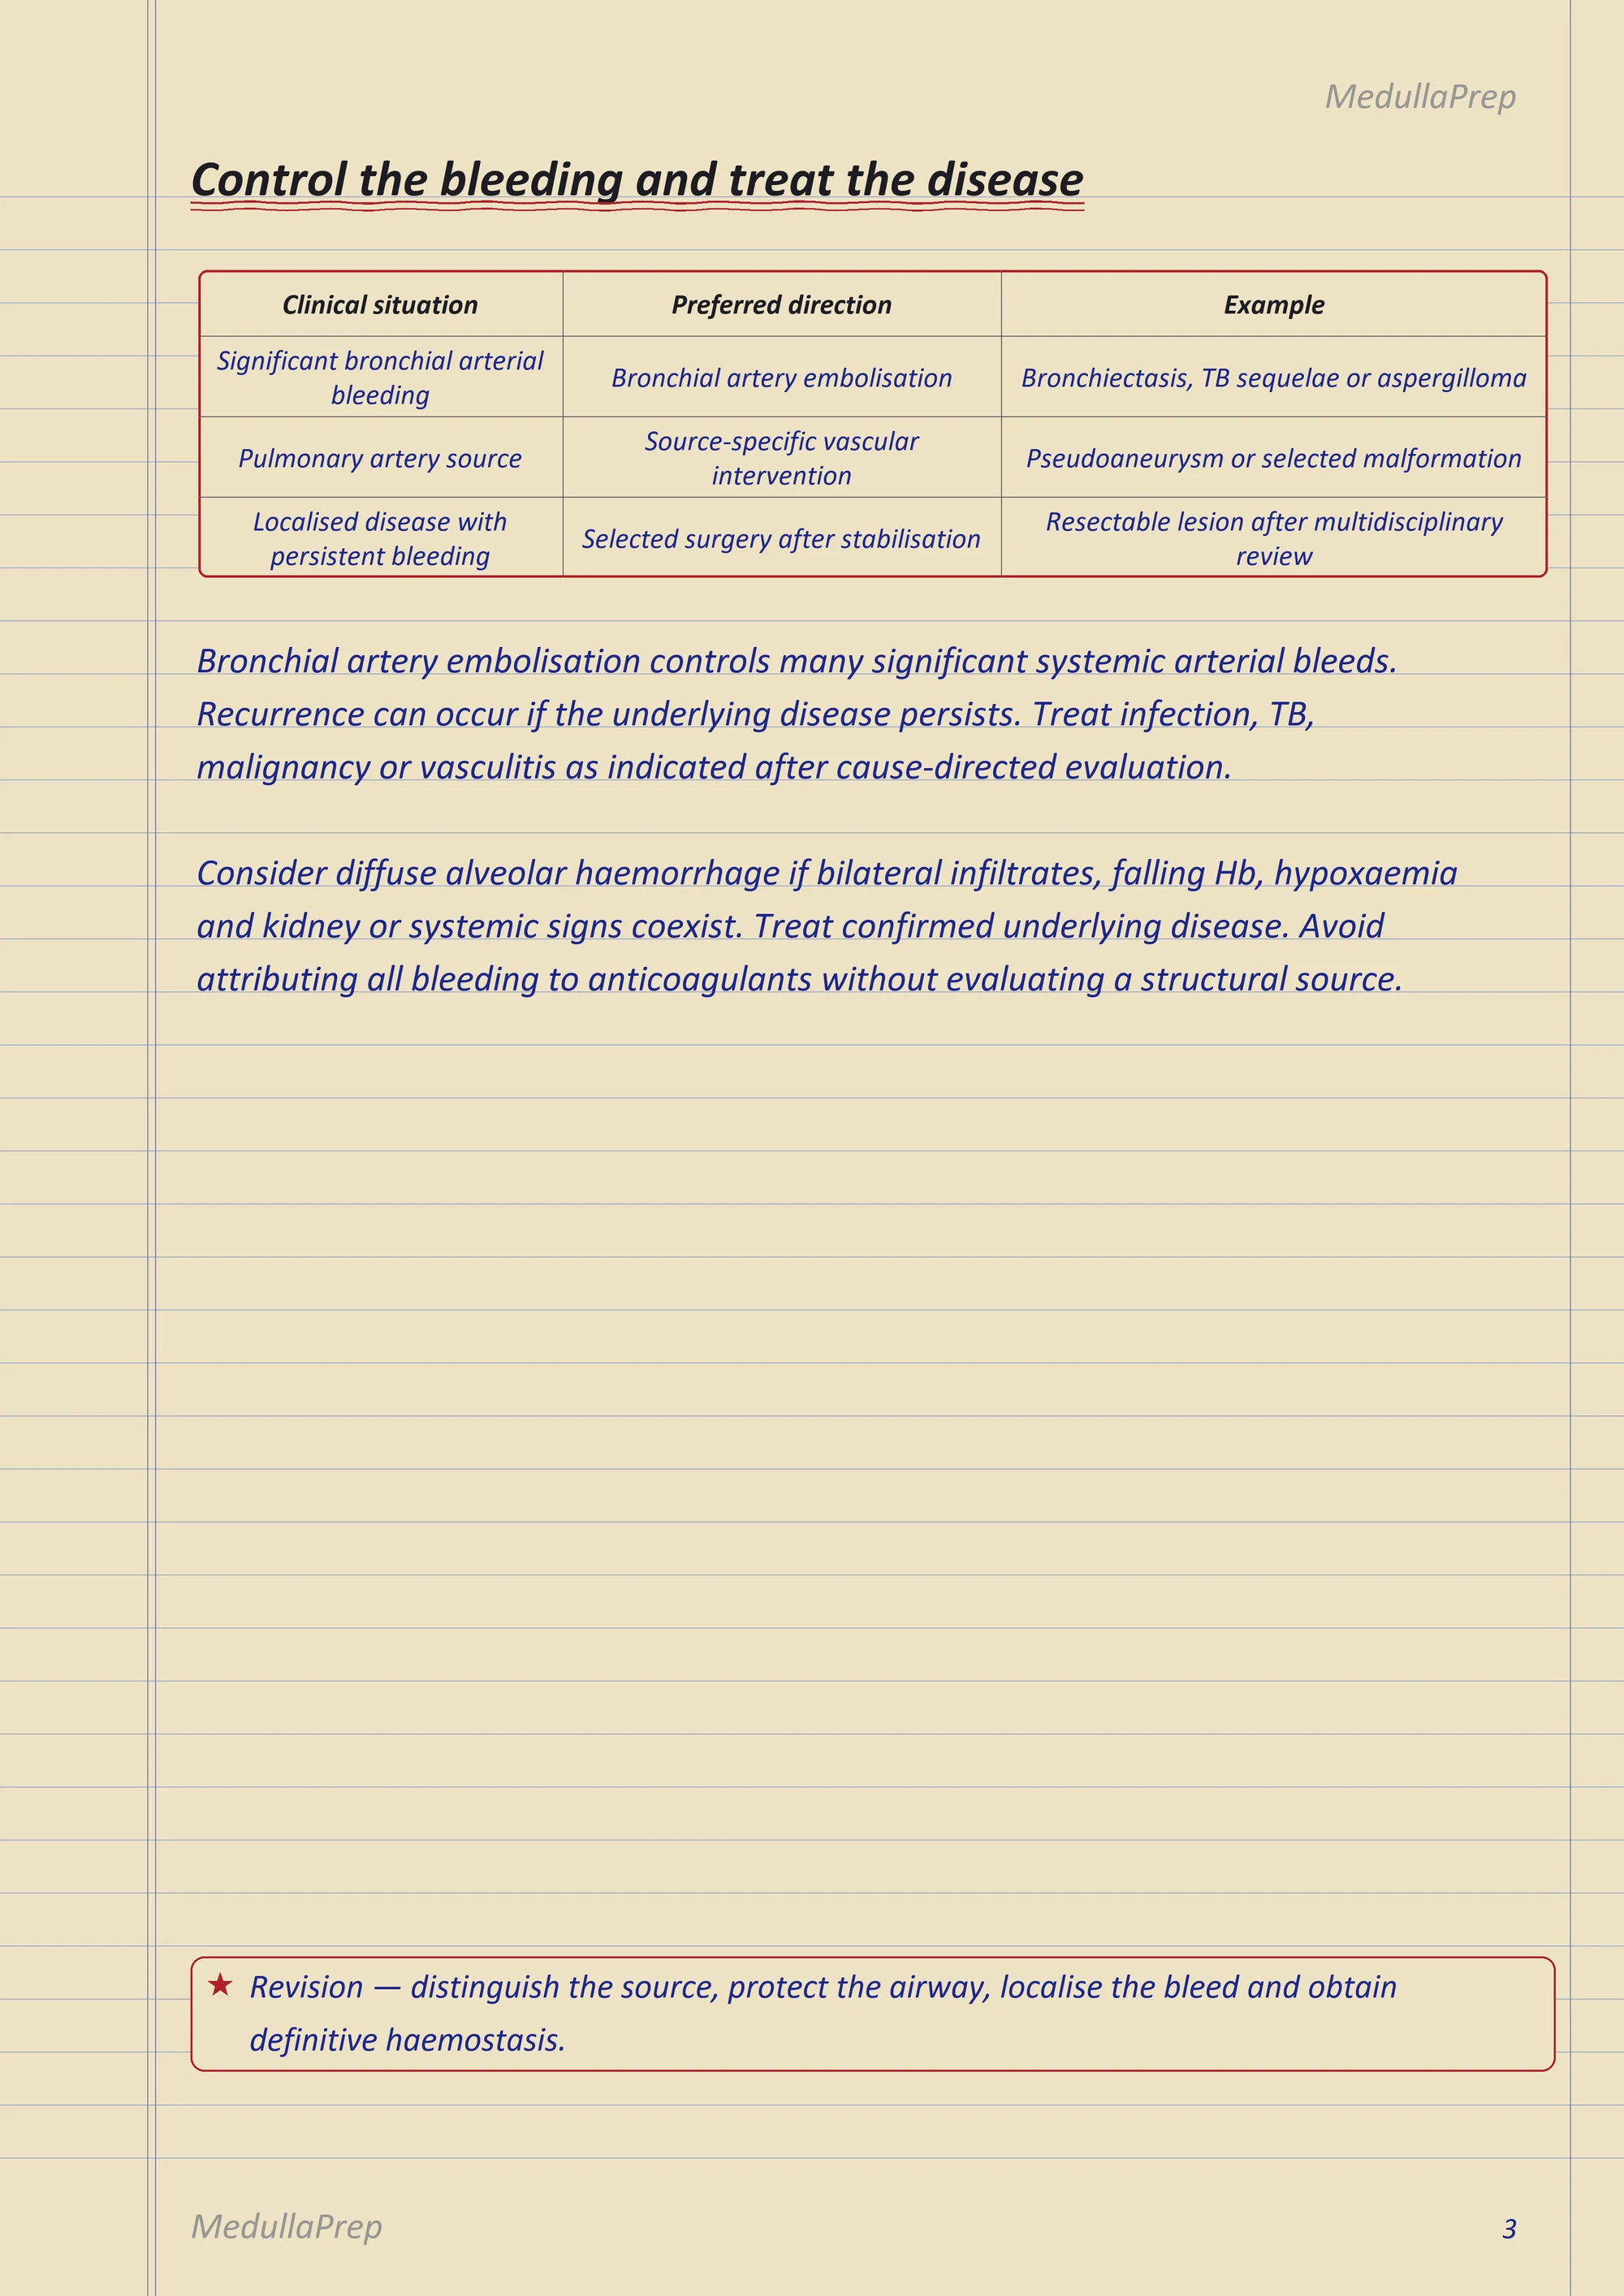 MedullaPrep
Control the bleeding and treat the disease
Clinical situation Preferred direction Example
Significant bronchial arterial
bleeding
Bronchial artery embolisation
Bronchiectasis, TB sequelae or aspergilloma
Pulmonary artery source
Source-specific vascular
intervention
Pseudoaneurysm or selected malformation
Localised disease with
persistent bleeding
Selected surgery after stabilisation
Resectable lesion after multidisciplinary
review
Bronchial artery embolisation controls many significant systemic arterial bleeds.
Recurrence can occur if the underlying disease persists. Treat infection, TB,
malignancy or vasculitis as indicated after cause-directed evaluation.
Consider diffuse alveolar haemorrhage if bilateral infiltrates, falling Hb, hypoxaemia
and kidney or systemic signs coexist. Treat confirmed underlying disease. Avoid
attributing all bleeding to anticoagulants without evaluating a structural source.
★ Revision — distinguish the source, protect the airway, localise the bleed and obtain
definitive haemostasis.
MedullaPrep 3